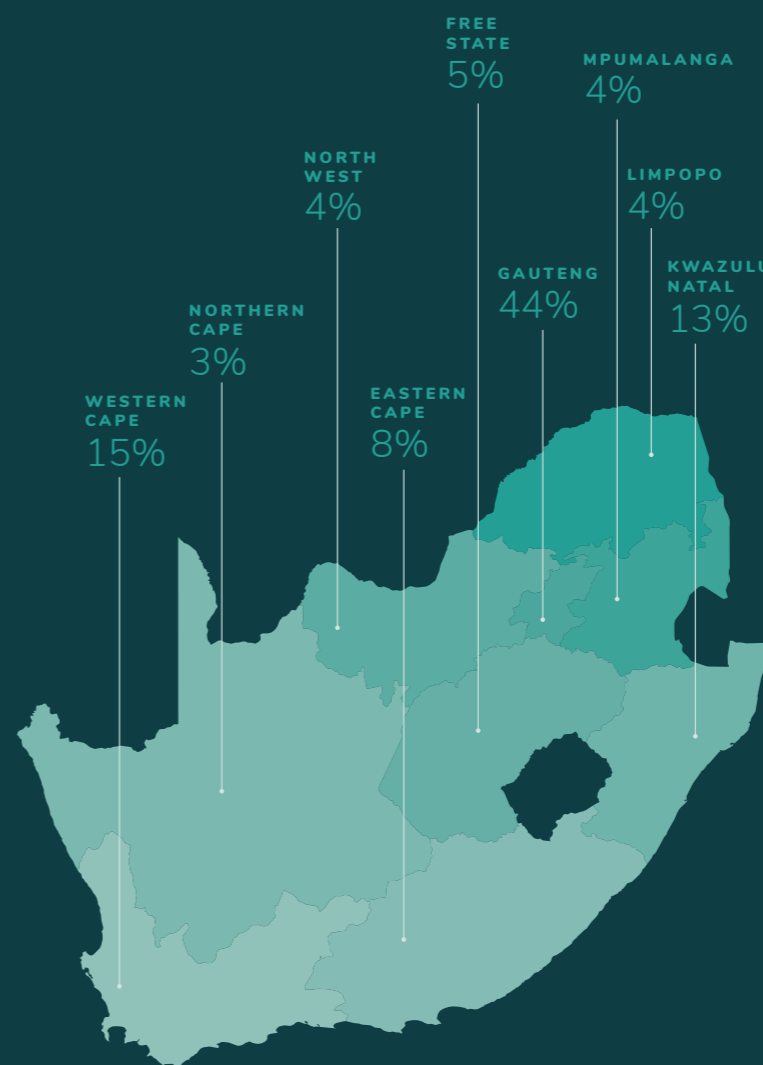 FREE
STATE
5%
MPUMALANGA
4%
NORTH
WEST
4%
LIMPOPO
4%
GAUTENG
44%
KWAZULU
NATAL
13%
NORTHERN
CAPE
3%
EASTERN
CAPE
8%
WESTERN
CAPE
15%